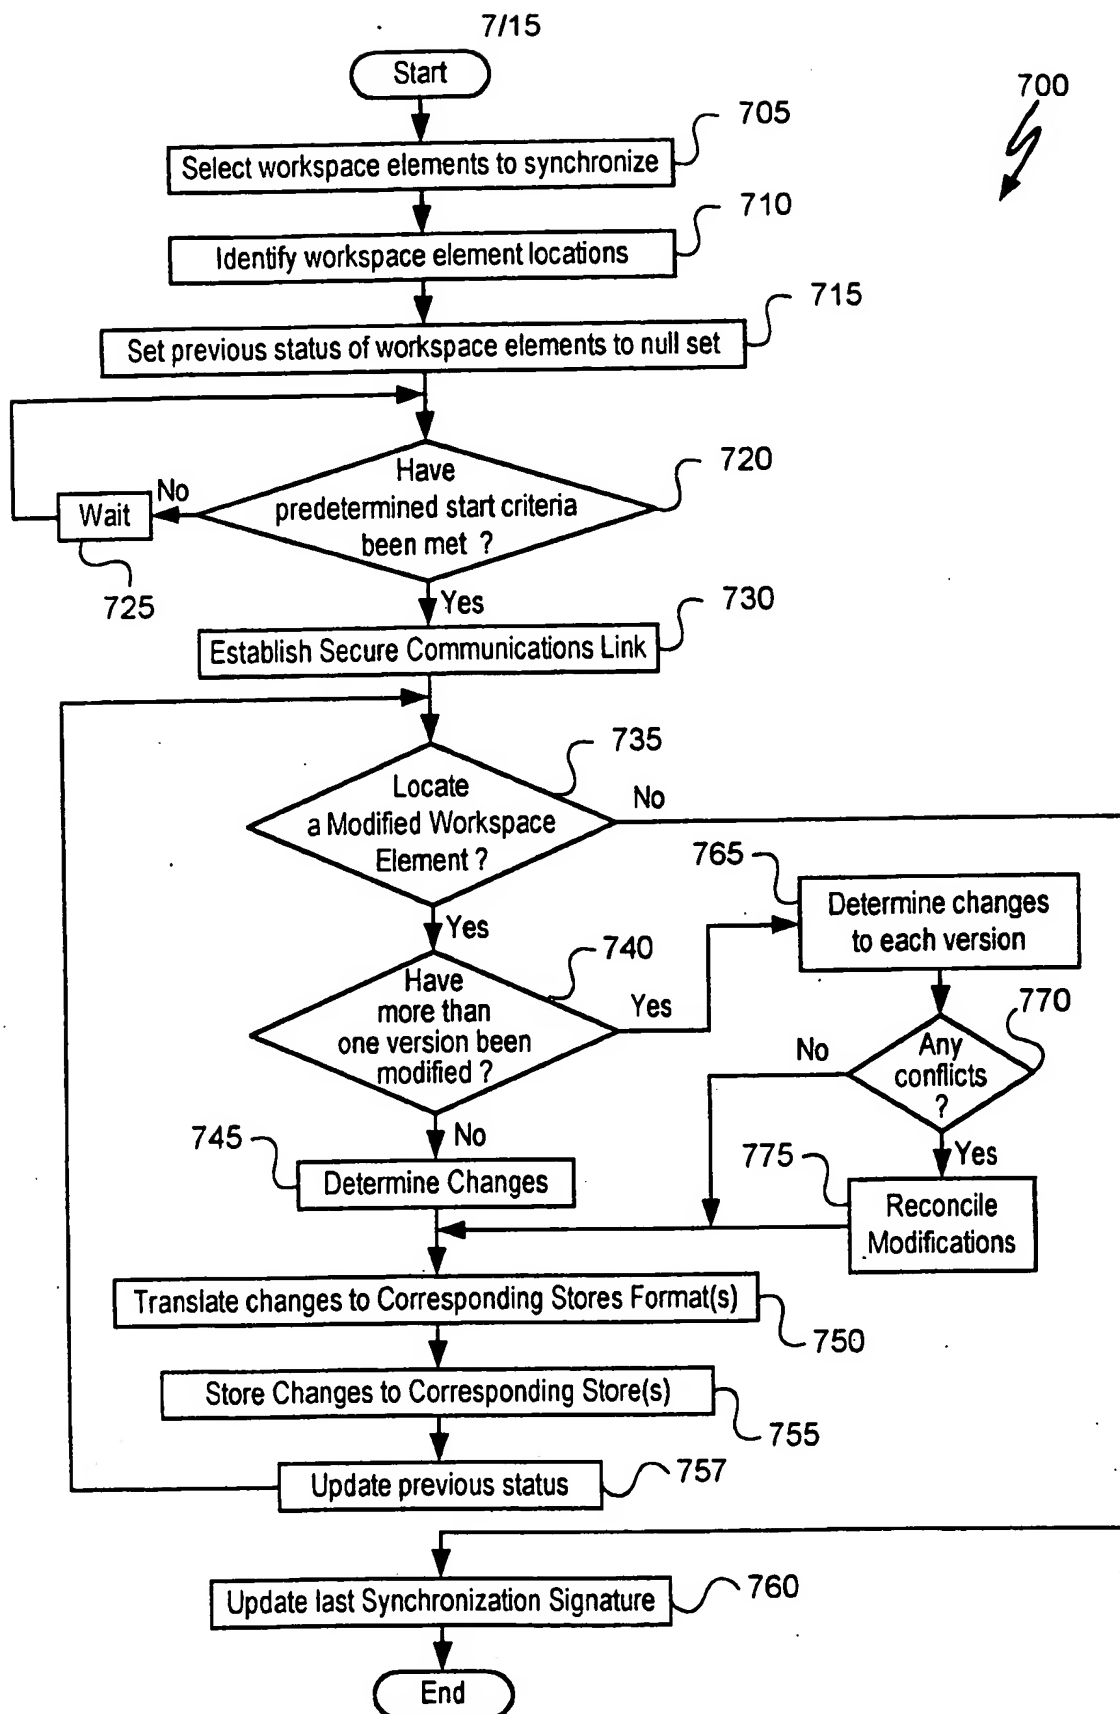 7/15
Start
700
705
Select workspace elements to synchronize
710
Identify workspace element locations
715
Set previous status of workspace elements to null set
720
Have
predetermined start criteria
been met ?
No
Wait
725
Yes
730
Establish Secure Communications Link
735
Locate
a Modified Workspace
Element ?
No
Yes
765
Determine changes
to each version
740
Have
more than
one version been
modified ?
Yes
770
Any
conflicts
?
No
Yes
745
No
Determine Changes
775
Reconcile
Modifications
Translate changes to Corresponding Stores Format(s)
750
Store Changes to Corresponding Store(s)
755
Update previous status
757
Update last Synchronization Signature
760
End